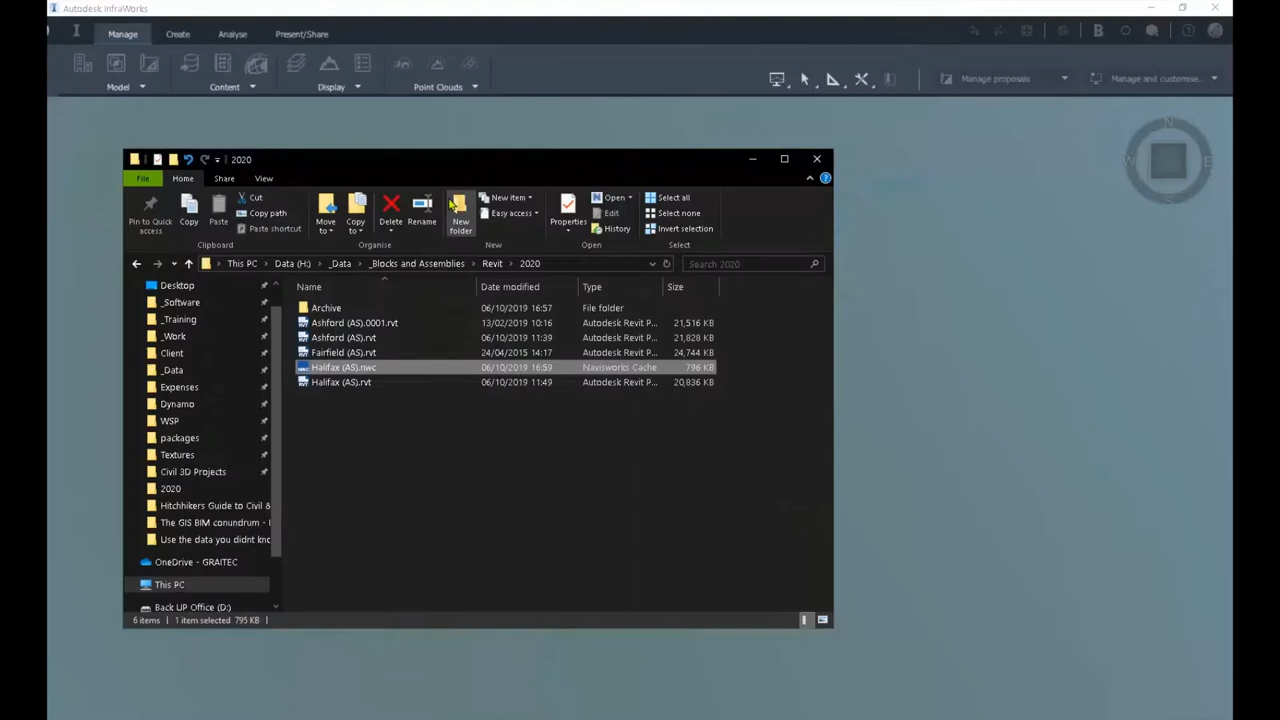 Autodesk InfraWorks
Manage Create Analyse Present/Share
Model Content Display Point Clouds
Manage proposals Manage and customise...
N
W E
S
2020
File Home Share View
Pin to Quick access
Copy
Paste
Cut
Copy path
Paste shortcut
Clipboard
Move to
Copy to
Delete
Rename
Organise
New folder
New item
Easy access
New
Properties
Open
Edit
History
Open
Select all
Select none
Invert selection
Select
This PC Data (H:) _Data _Blocks and Assemblies Revit 2020
Search 2020
Name Date modified Type Size
Archive 06/10/2019 16:57 File folder
Ashford (AS).0001.rvt 13/02/2019 10:16 Autodesk Revit P... 21,516 KB
Ashford (AS).rvt 06/10/2019 11:39 Autodesk Revit P... 21,828 KB
Fairfield (AS).rvt 24/04/2015 14:17 Autodesk Revit P... 24,744 KB
Halifax (AS).nwc 06/10/2019 16:59 Navisworks Cache 796 KB
Halifax (AS).rvt 06/10/2019 11:49 Autodesk Revit P... 20,836 KB
Desktop
_Software
_Training
_Work
Client
_Data
Expenses
Dynamo
WSP
packages
Textures
Civil 3D Projects
2020
Hitchhikers Guide to Civil &
The GIS BIM conundrum -
Use the data you didnt kno
OneDrive - GRAITEC
This PC
Back UP Office (D:)
6 items 1 item selected 795 KB